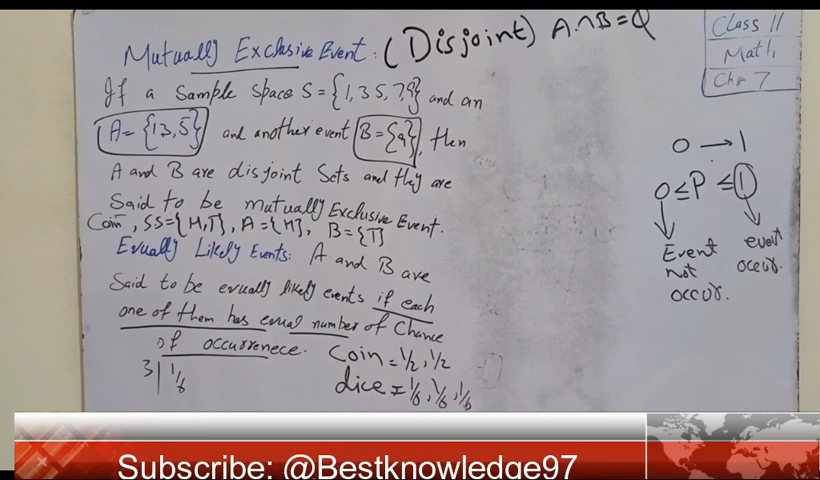 Mutually Exclusive Event: (Disjoint) A∩B=Q
If a Sample Space S={1,3 5,7,9} and an
A={13,5} and another event B={9}, then
A and B are disjoint Sets and they are
Said to be mutually Exclusive Event.
Coin, SS={H,T}, A={H}, B={T}
Equally Likely Events: A and B are
Said to be equally likely events if each
one of them has equal number of Chance
of occurrenece. Coin=1/2,1/2
3|1/6 dice=1/6,1/6,1/6
Class 11
Math
Cha 7
0→1
0≤P≤1
Event
not
occur.
event
occur.
Subscribe: @Bestknowledge97